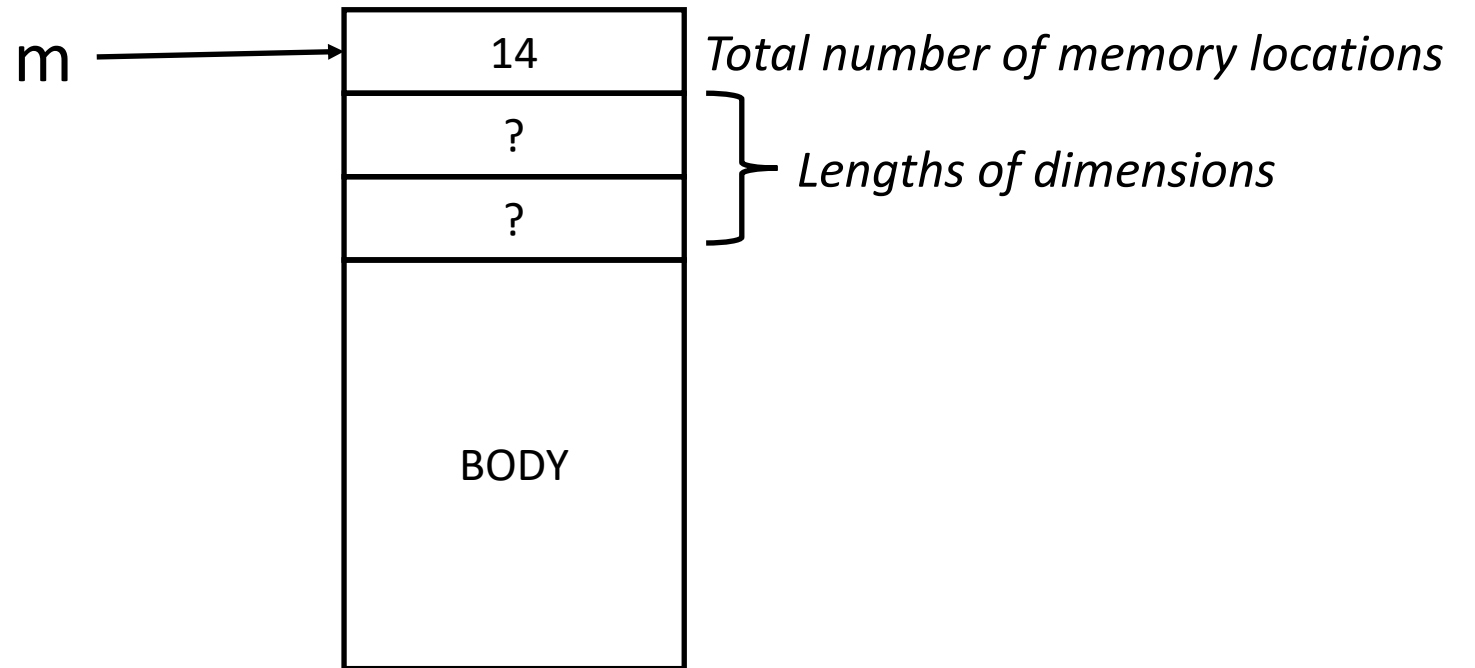 m
14
Total number of memory locations
?
Lengths of dimensions
?
BODY